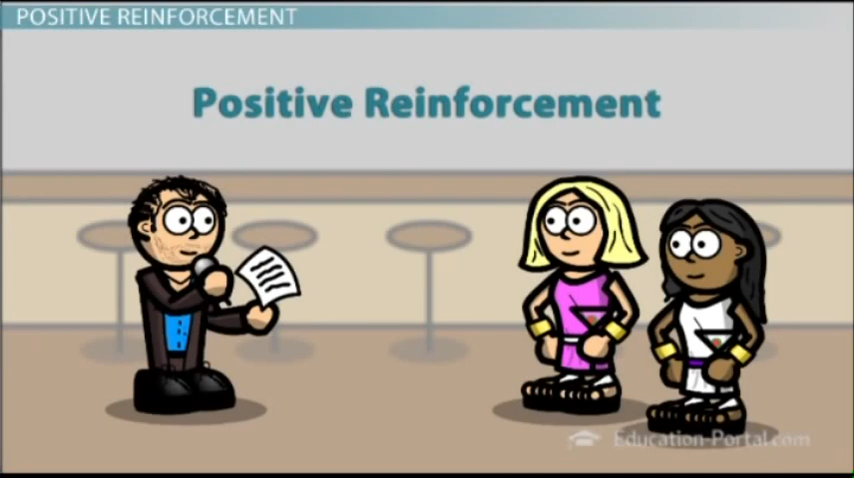 POSITIVE REINFORCEMENT
Positive Reinforcement
Education-Portal.com